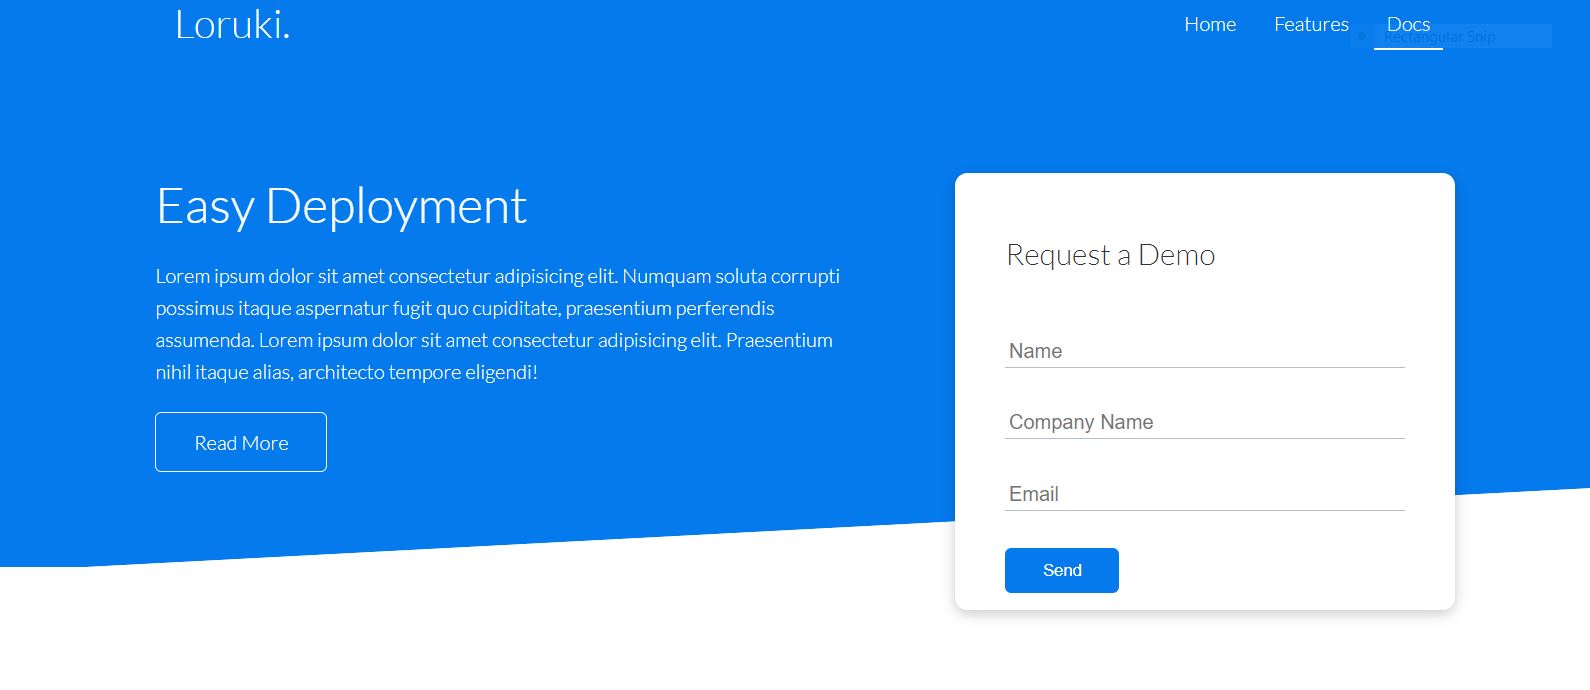 Loruki.
Home Features Docs
Rectangular Snip
Easy Deployment
Lorem ipsum dolor sit amet consectetur adipisicing elit. Numquam soluta corrupti
possimus itaque aspernatur fugit quo cupiditate, praesentium perferendis
assumenda. Lorem ipsum dolor sit amet consectetur adipisicing elit. Praesentium
nihil itaque alias, architecto tempore eligendi!
Read More
Request a Demo
Name
Company Name
Email
Send